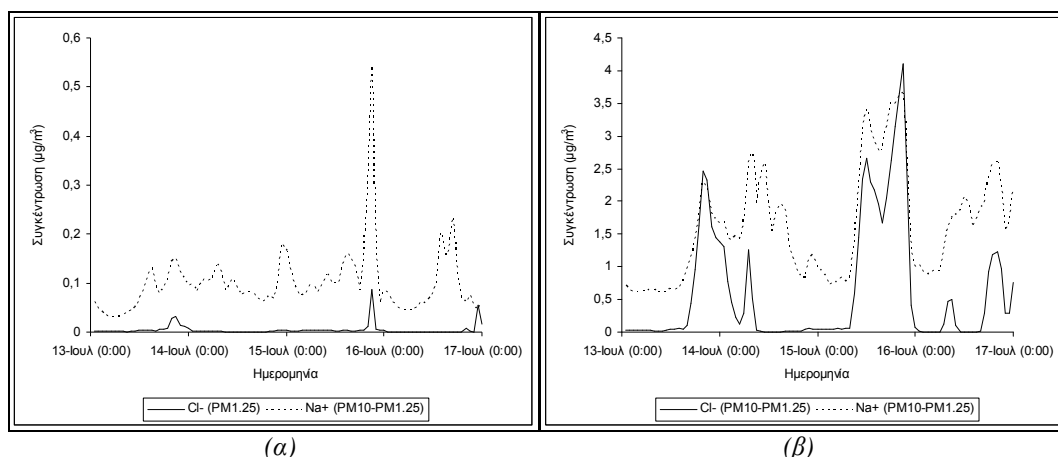 0,6
0,5
0,4
0,3
0,2
0,1
0
Συγκέντρωση (μg/m³)
13-Ιουλ (0:00) 14-Ιουλ (0:00) 15-Ιουλ (0:00) 16-Ιουλ (0:00) 17-Ιουλ (0:00)
Ημερομηνία
Cl- (PM1.25) Na+ (PM10-PM1.25)
(α)
4,5
4
3,5
3
2,5
2
1,5
1
0,5
0
Συγκέντρωση (μg/m³)
13-Ιουλ (0:00) 14-Ιουλ (0:00) 15-Ιουλ (0:00) 16-Ιουλ (0:00) 17-Ιουλ (0:00)
Ημερομηνία
Cl- (PM10-PM1.25) Na+ (PM10-PM1.25)
(β)